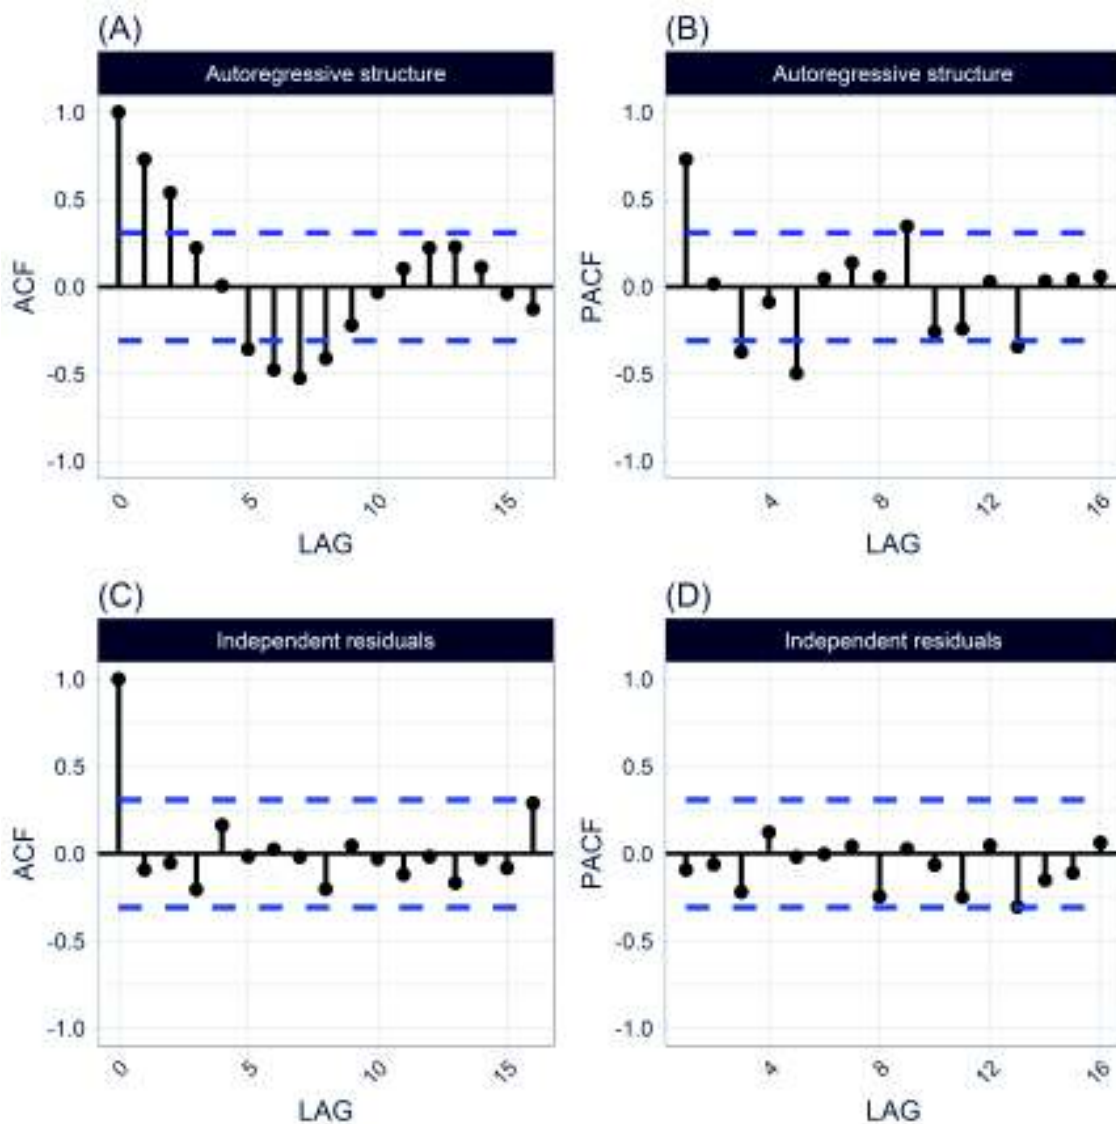 (A)
Autoregressive structure
1.0
0.5
0.0
-0.5
-1.0
ACF
0 5 10 15
LAG
(B)
Autoregressive structure
1.0
0.5
0.0
-0.5
-1.0
PACF
4 8 12 16
LAG
(C)
Independent residuals
1.0
0.5
0.0
-0.5
-1.0
ACF
0 5 10 15
LAG
(D)
Independent residuals
1.0
0.5
0.0
-0.5
-1.0
PACF
4 8 12 16
LAG